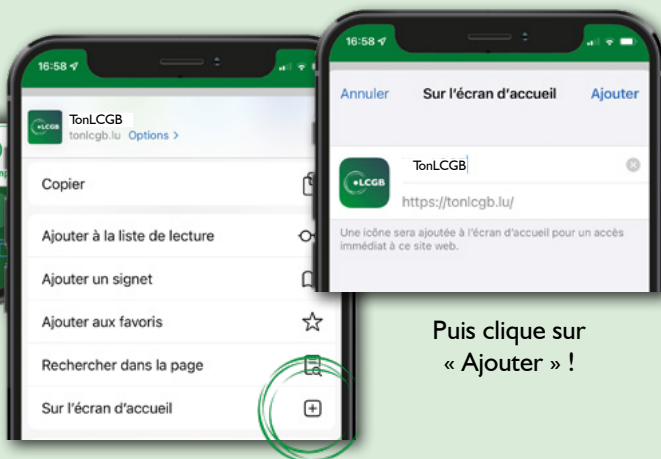 16:58
TonLCGB
tonlcgb.lu Options >
LCGB
Copier
Ajouter à la liste de lecture
Ajouter un signet
Ajouter aux favoris
Rechercher dans la page
Sur l'écran d'accueil
16:58
Annuler Sur l'écran d'accueil Ajouter
TonLCGB
LCGB
https://tonlcgb.lu/
Une icône sera ajoutée à l'écran d'accueil pour un accès
immédiat à ce site web.
Puis clique sur
« Ajouter » !